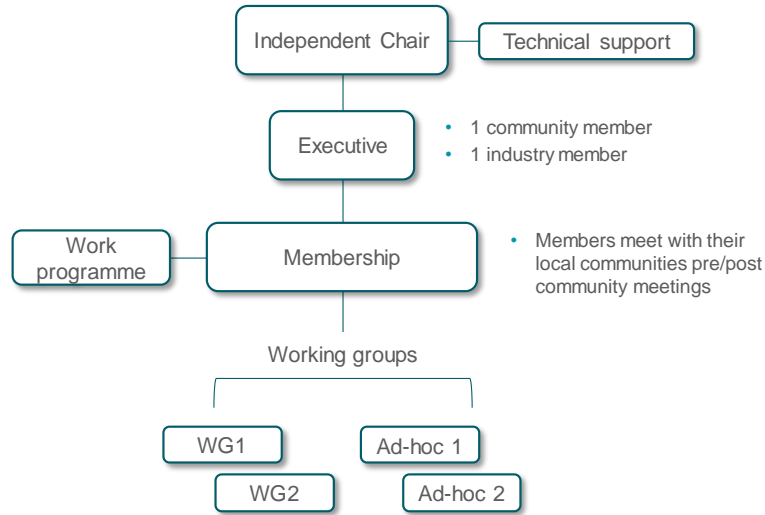 Independent Chair
Technical support
Executive
• 1 community member
• 1 industry member
Work
programme
Membership
• Members meet with their
local communities pre/post
community meetings
Working groups
WG1
Ad-hoc 1
WG2
Ad-hoc 2